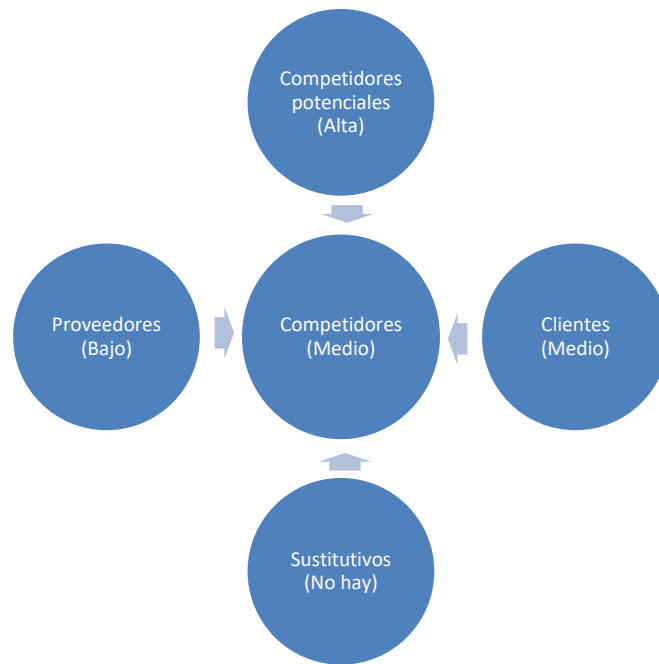 Competidores
potenciales
(Alta)
Proveedores
(Bajo)
Competidores
(Medio)
Clientes
(Medio)
Sustitutivos
(No hay)